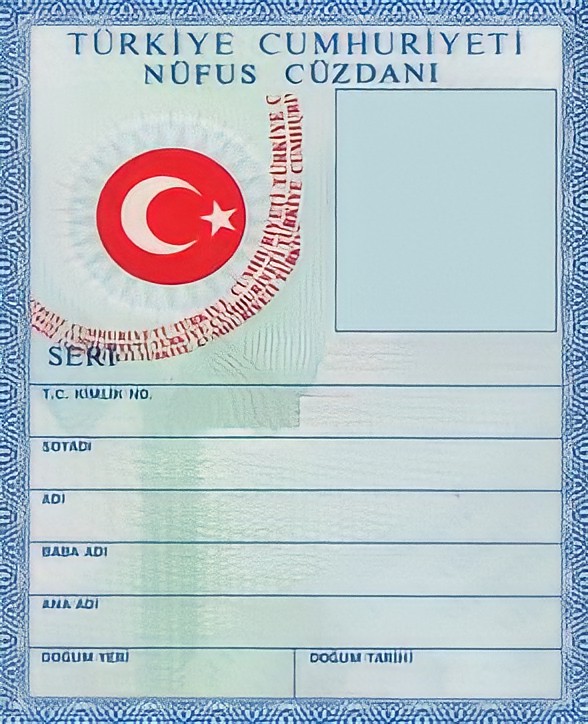 TÜRKİYE CUMHURİYETİ
NÜFUS CÜZDANI
SERİ
T.C. KİMLİK NO.
SOYADI
ADI
BABA ADI
ANA ADI
DOĞUM YERİ
DOĞUM TARİHİ